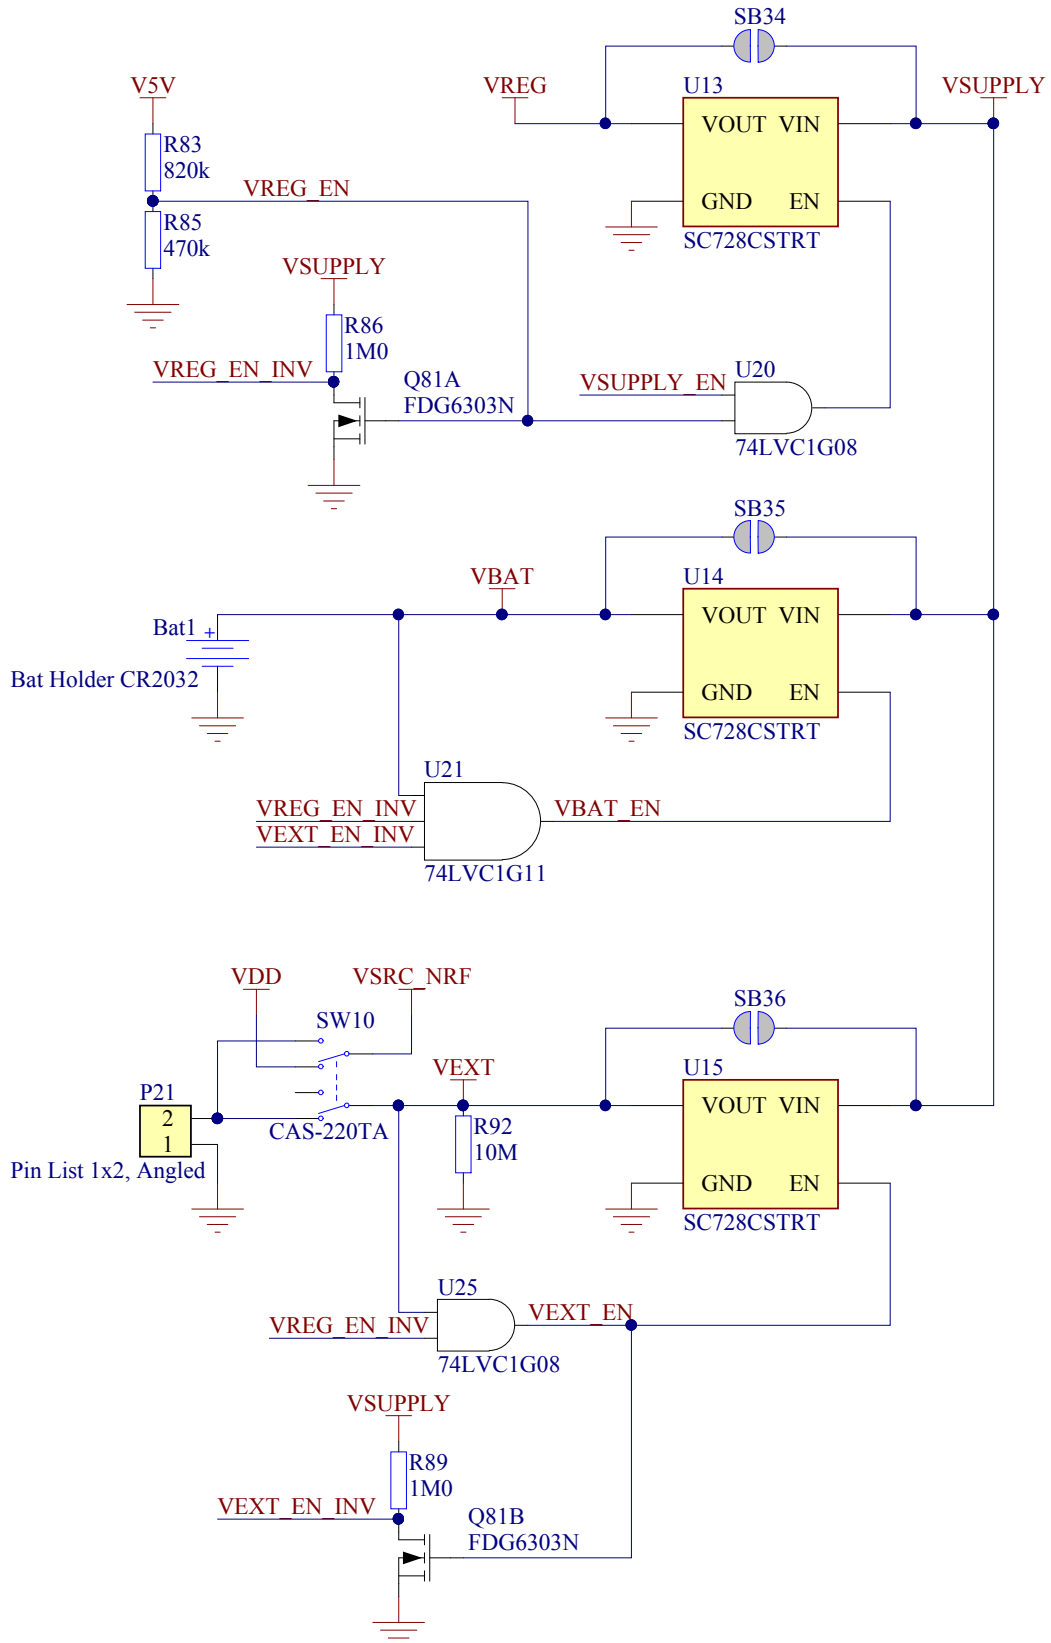 SB34
V5V
VREG
U13
VSUPPLY
VOUT VIN
GND EN
SC728CSTRT
R83
820k
VREG_EN
R85
470k
VSUPPLY
R86
1M0
VREG_EN_INV
Q81A
FDG6303N
VSUPPLY_EN
U20
74LVC1G08
SB35
VBAT
U14
VOUT VIN
GND EN
SC728CSTRT
Bat1
+
Bat Holder CR2032
U21
VREG_EN_INV
VEXT_EN_INV
VBAT_EN
74LVC1G11
VDD
VSRC_NRF
SW10
SB36
VEXT
U15
VOUT VIN
GND EN
SC728CSTRT
P21
2
1
Pin List 1x2, Angled
CAS-220TA
R92
10M
U25
VREG_EN_INV
VEXT_EN
74LVC1G08
VSUPPLY
R89
1M0
VEXT_EN_INV
Q81B
FDG6303N